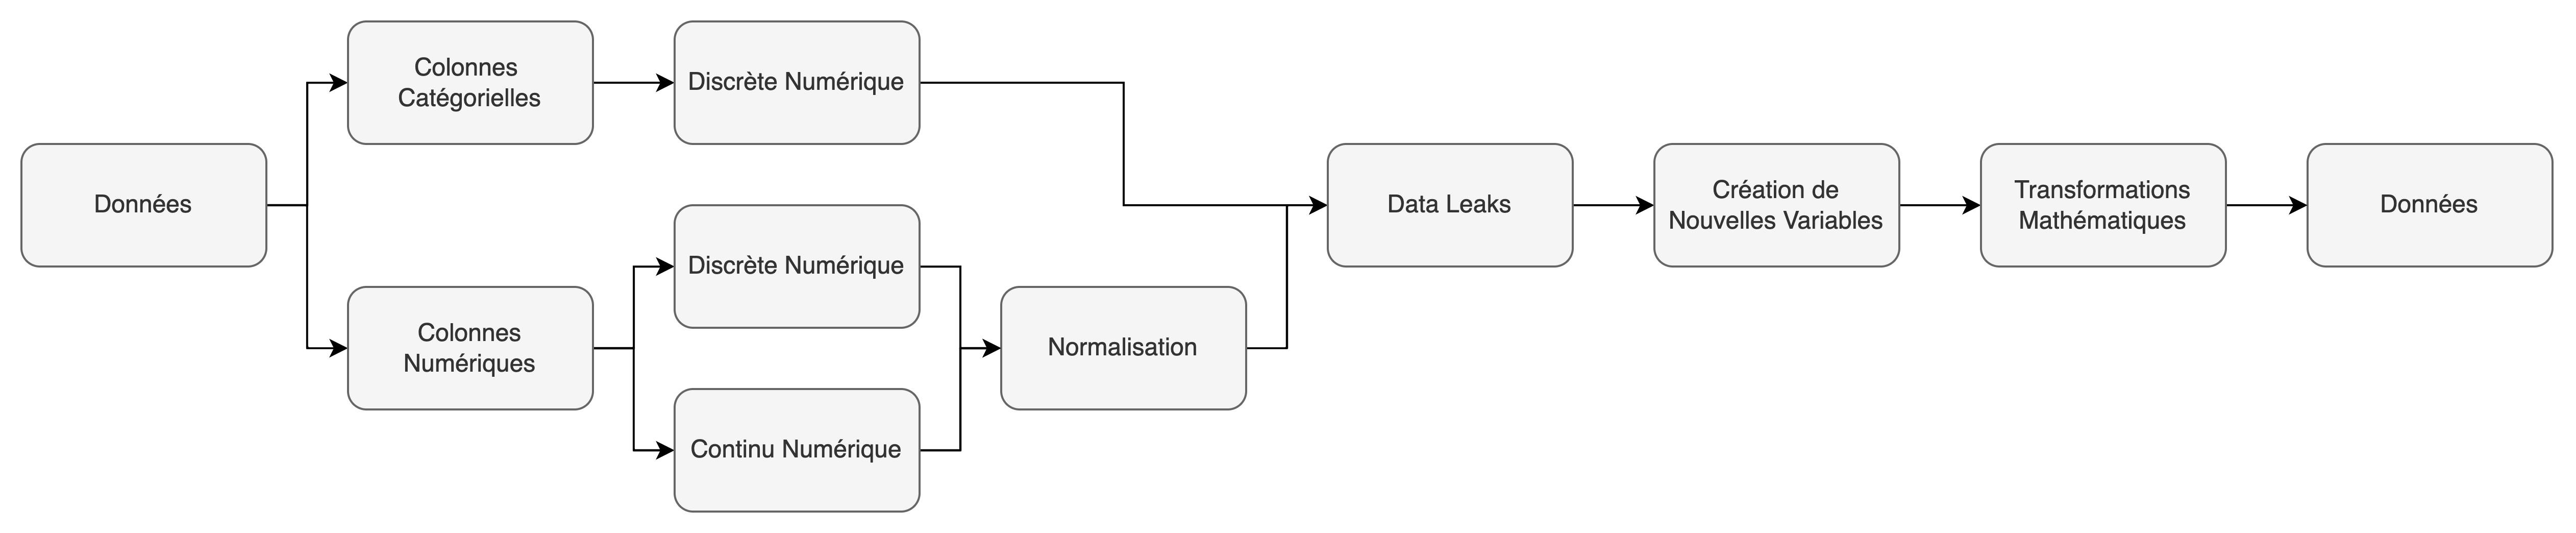 Données
Colonnes
Catégorielles
Discrète Numérique
Colonnes
Numériques
Discrète Numérique
Continu Numérique
Normalisation
Data Leaks
Création de
Nouvelles Variables
Transformations
Mathématiques
Données